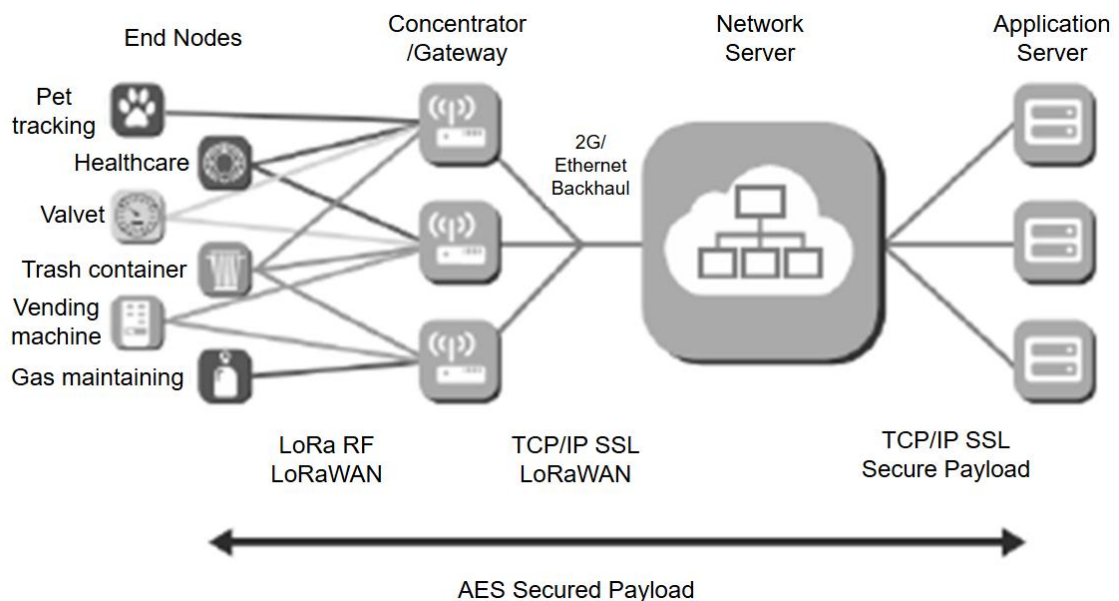 End Nodes
Concentrator
/Gateway
Network
Server
Application
Server
Pet
tracking
Healthcare
Valvet
Trash container
Vending
machine
Gas maintaining
2G/
Ethernet
Backhaul
LoRa RF
LoRaWAN
TCP/IP SSL
LoRaWAN
TCP/IP SSL
Secure Payload
AES Secured Payload